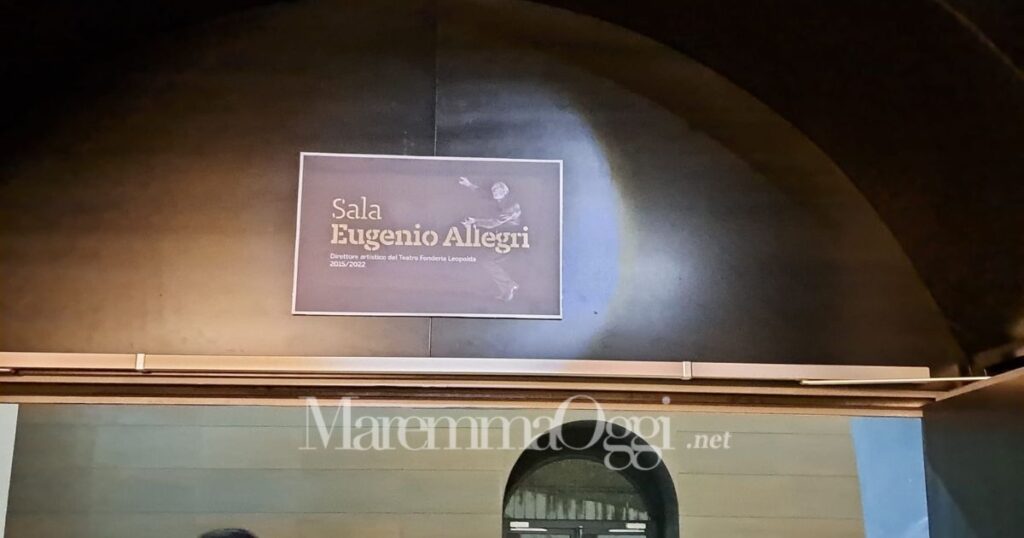 Sala
Eugenio Allegri
Direttore artistico del Teatro Fonderia Leopolda
2015/2022
MaremmaOggi.net